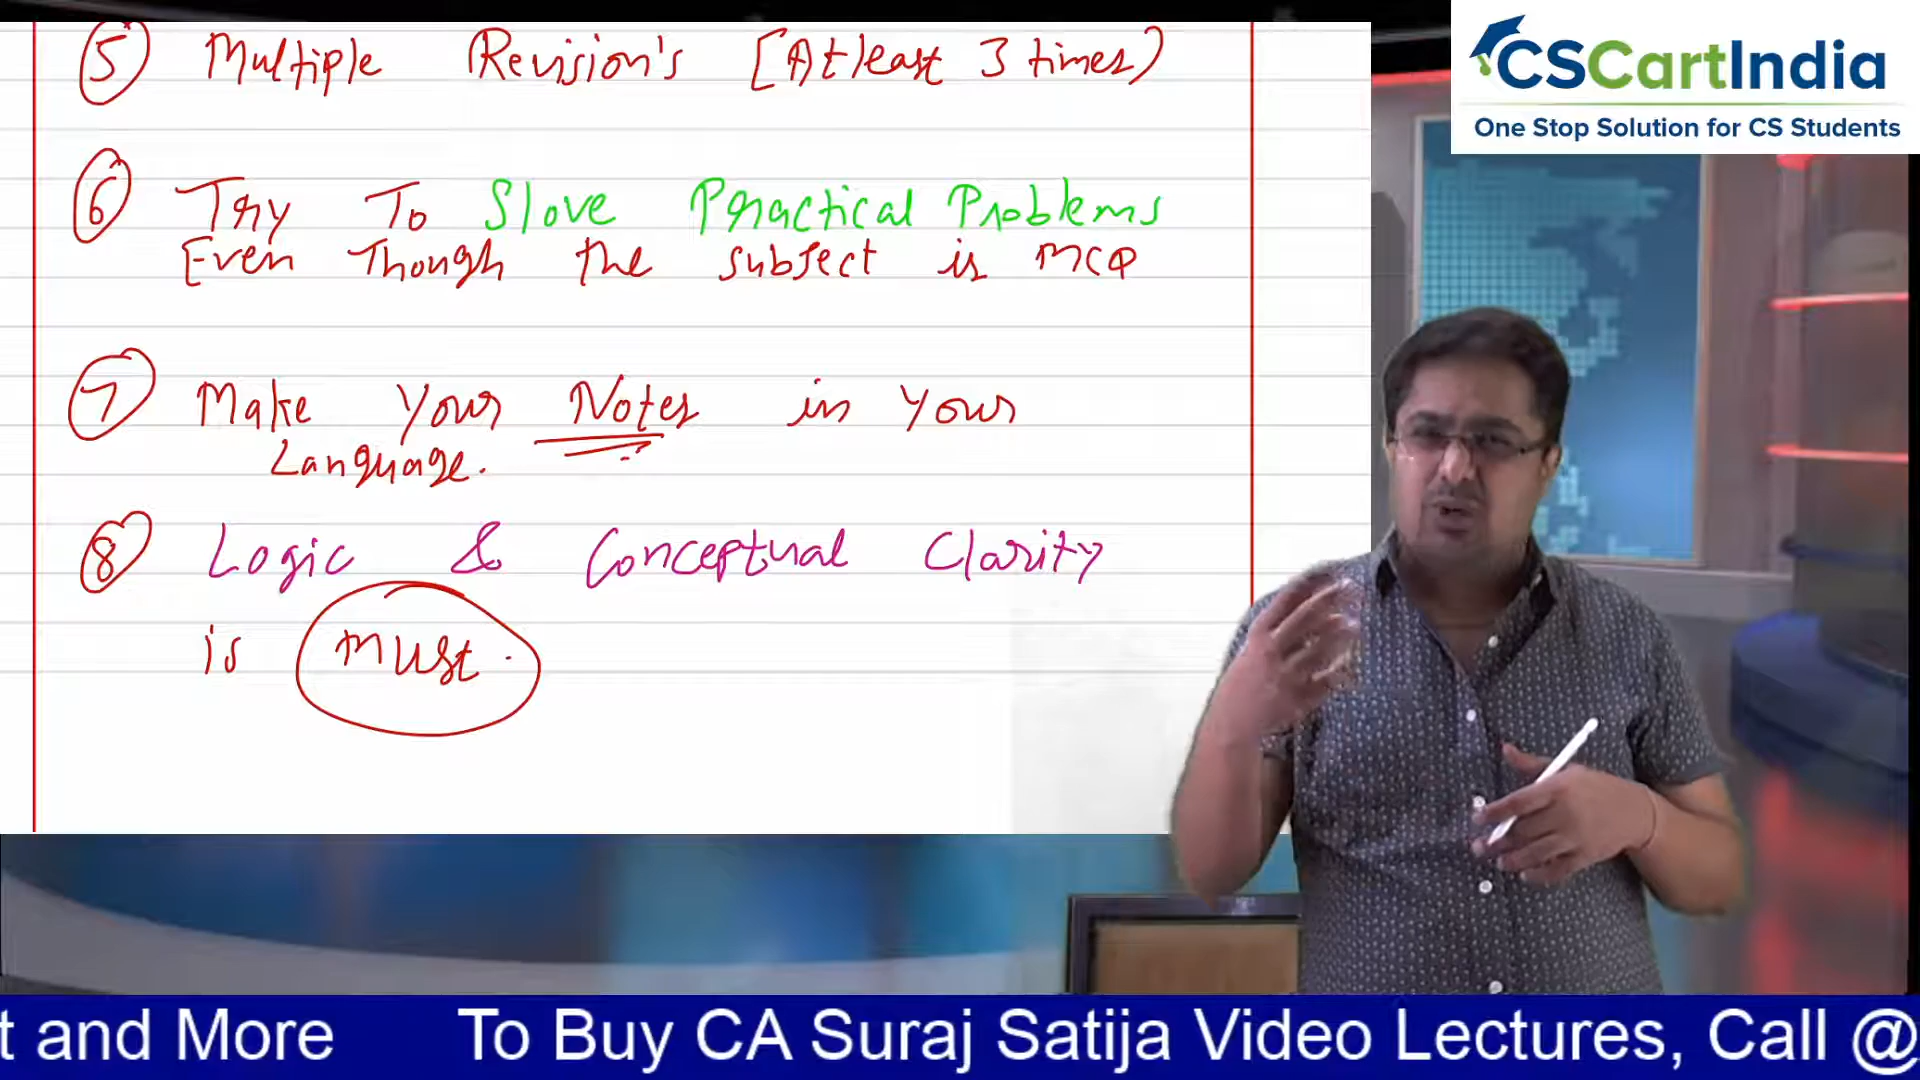 5 Multiple Revision's [Atleast 3 times)
6 Try To Slove Practical Problems
Even Though the subject is MCQ
7 Make Your Notes in Your
Language.
8 Logic & Conceptual Clarity
is must.
CSCartIndia
One Stop Solution for CS Students
t and More To Buy CA Suraj Satija Video Lectures, Call @